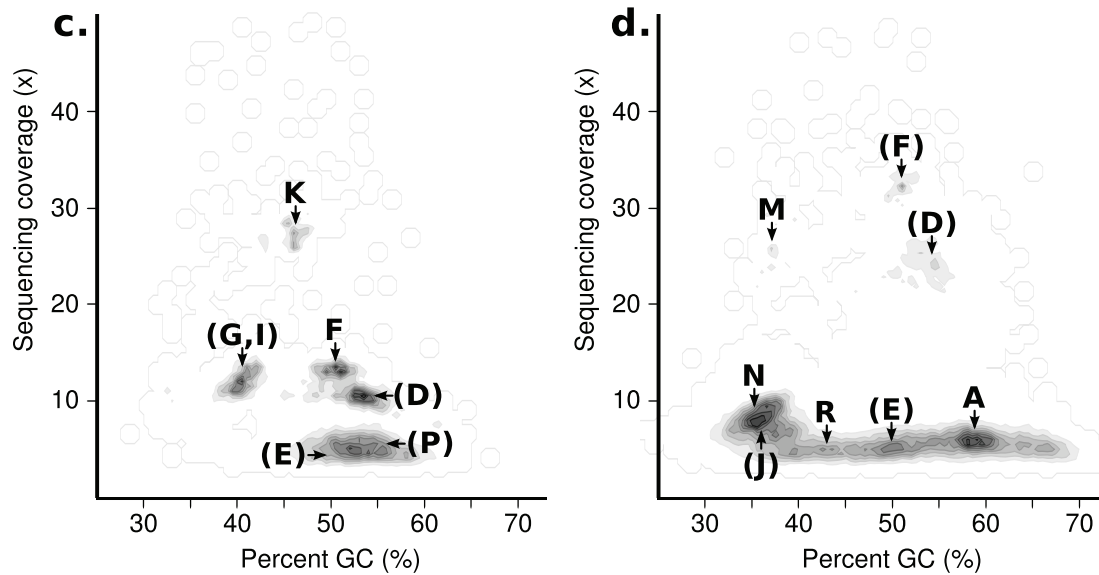 c.
Sequencing coverage (x)
40
30
20
10
K
(G,I)
F
(D)
(P)
(E)
30 40 50 60 70
Percent GC (%)
d.
Sequencing coverage (x)
40
30
20
10
(F)
M
(D)
N
R
(E)
A
(J)
30 40 50 60 70
Percent GC (%)